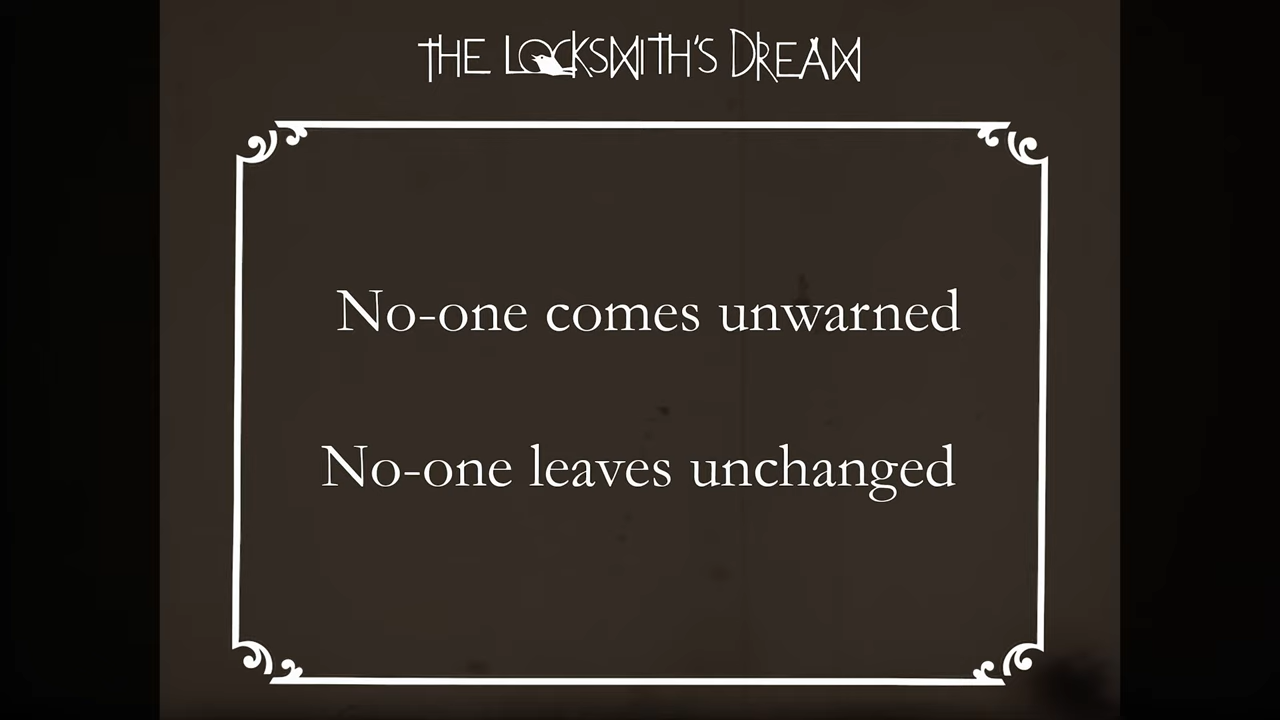 THE LOCKSMITH'S DREAM
No-one comes unwarned
No-one leaves unchanged